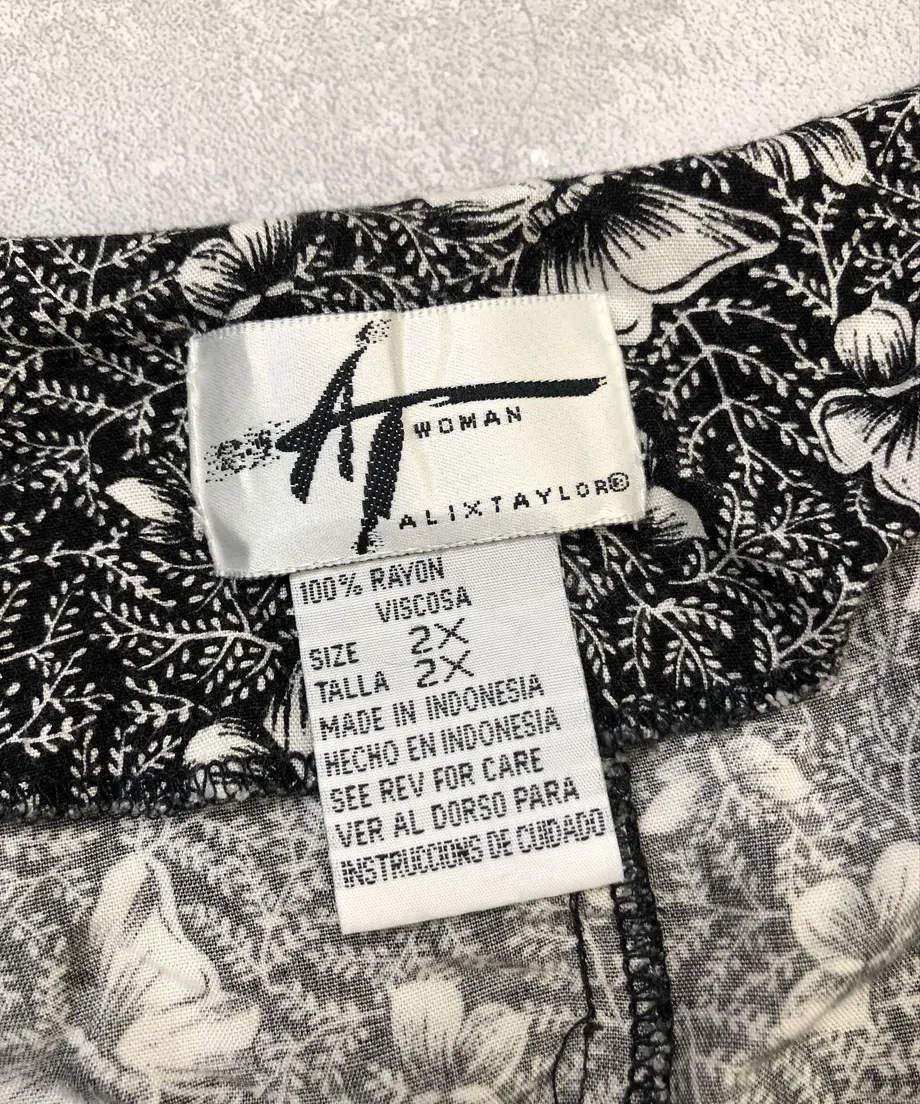 AT WOMAN
ALIXTAYLOR®
100% RAYON
VISCOSA
SIZE 2X
TALLA 2X
MADE IN INDONESIA
HECHO EN INDONESIA
SEE REV FOR CARE
VER AL DORSO PARA
INSTRUCCIONS DE CUIDADO